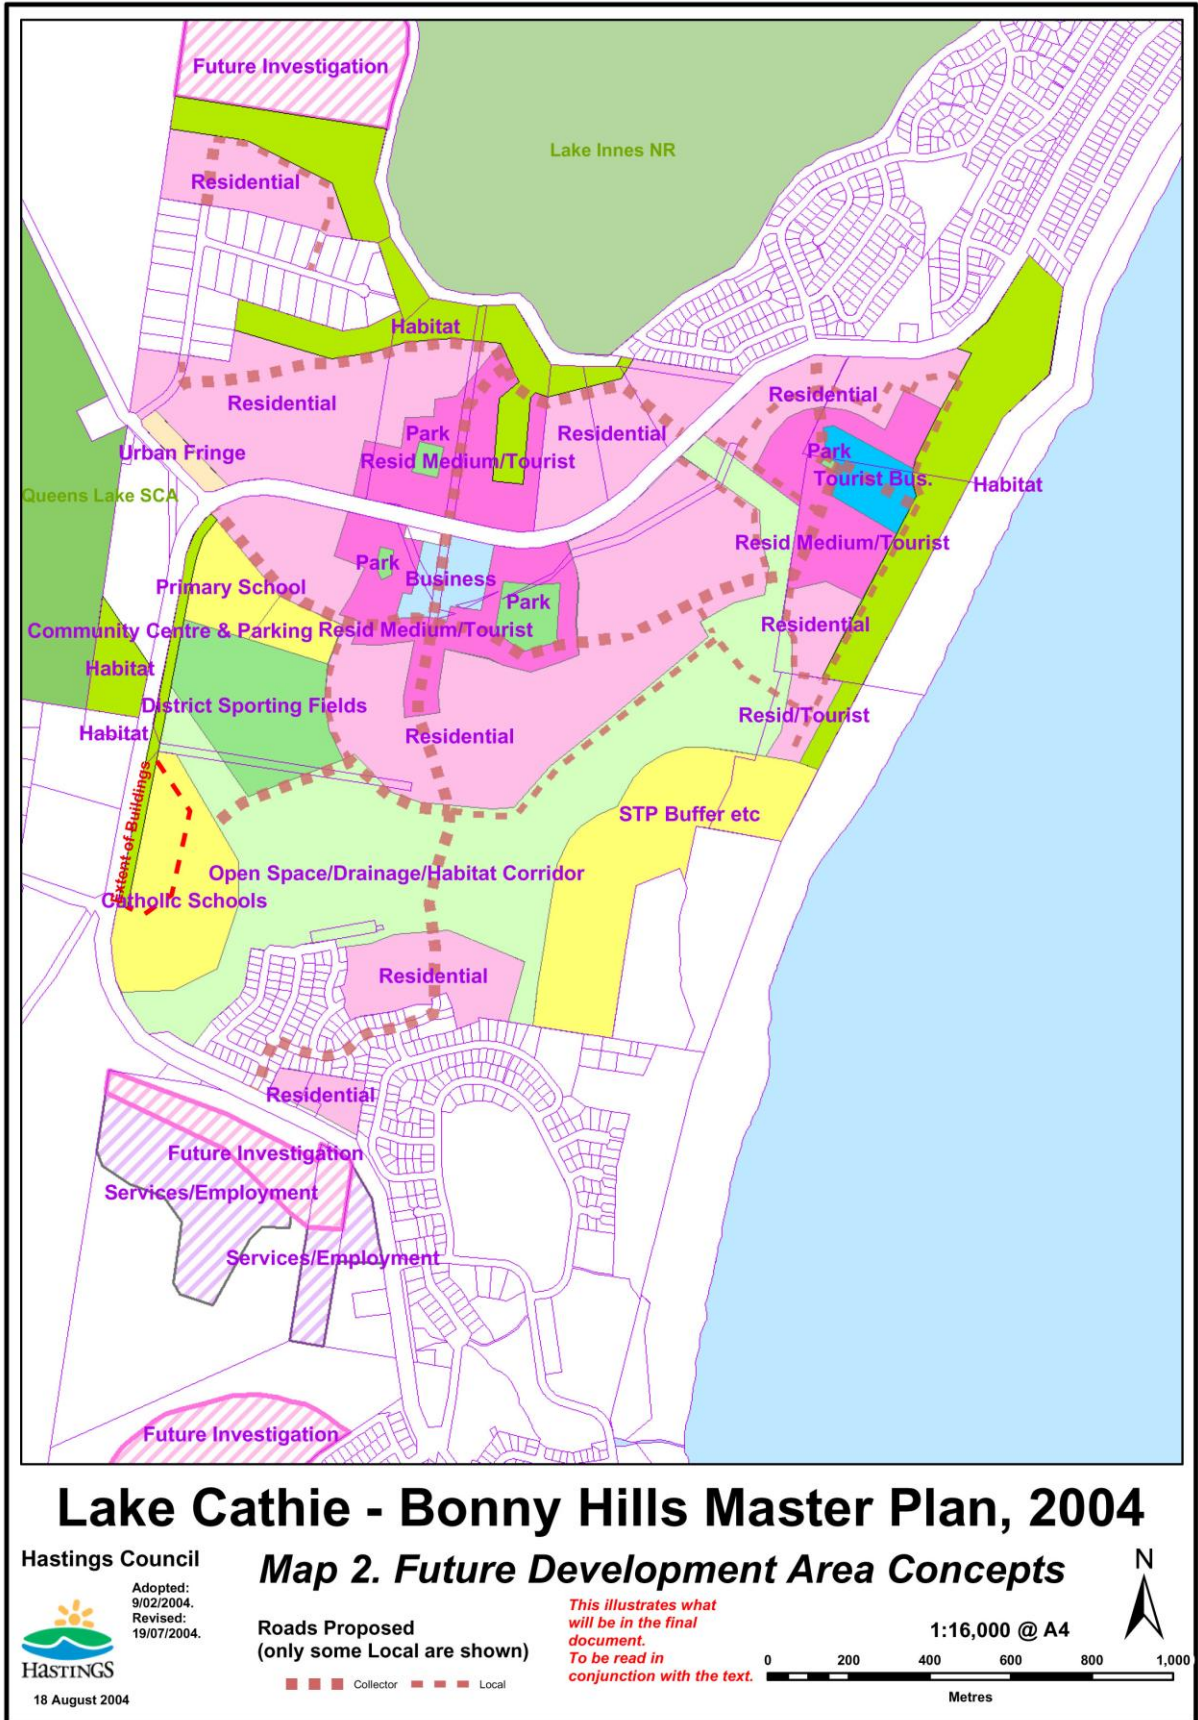 Future Investigation
Lake Innes NR
Residential
Habitat
Residential
Residential
Park
Residential
Urban Fringe
Resid Medium/Tourist
Park
Tourist Bus.
Habitat
Queens Lake SCA
Resid Medium/Tourist
Park
Business
Primary School
Park
Community Centre & Parking
Resid Medium/Tourist
Residential
Habitat
District Sporting Fields
Resid/Tourist
Habitat
Residential
Extent of Buildings
STP Buffer etc
Open Space/Drainage/Habitat Corridor
Catholic Schools
Residential
Residential
Future Investigation
Services/Employment
Services/Employment
Future Investigation
Lake Cathie - Bonny Hills Master Plan, 2004
Hastings Council
Map 2. Future Development Area Concepts
N
Adopted:
9/02/2004.
Revised:
19/07/2004.
HASTINGS
18 August 2004
Roads Proposed
(only some Local are shown)
Collector
Local
This illustrates what
will be in the final
document.
To be read in
conjunction with the text.
1:16,000 @ A4
0 200 400 600 800 1,000
Metres